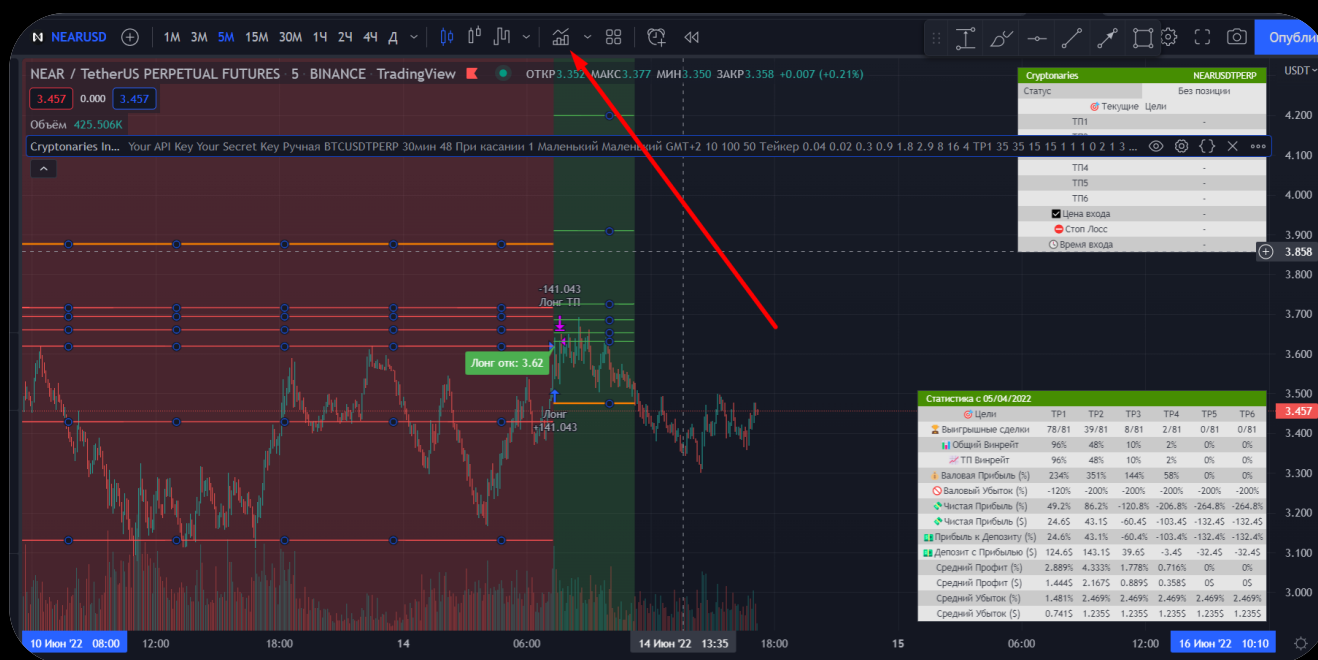 NEARUSD 1М 3М 5М 15М 30М 1Ч 2Ч 4Ч Д Опубли
NEAR / TetherUS PERPETUAL FUTURES · 5 · BINANCE · TradingView ОТКР3.352 МАКС3.377 МИН3.350 ЗАКР3.358 +0.007 (+0.21%)
3.457 0.000 3.457
Объём 425.506K
Cryptonaries In... Your API Key Your Secret Key Ручная BTCUSDTPERP 30мин 48 При касании 1 Маленький Маленький GMT+2 10 100 50 Тейкер 0.04 0.02 0.3 0.9 1.8 2.9 8 16 4 TP1 35 35 15 15 1 1 1 0 2 1 3 ...
Cryptonaries NEARUSDTPERP
Статус Без позиции
Текущие Цели
ТП1 -
ТП4 -
ТП5 -
ТП6 -
Цена входа -
Стоп Лосс -
Время входа -
USDT
4.200
4.100
4.000
3.900
3.858
3.800
3.700
3.600
3.500
3.457
3.400
3.300
3.200
3.100
3.000
-141.043
Лонг ТП
Лонг отк: 3.62
Лонг
+141.043
Статистика с 05/04/2022
Цели TP1 TP2 TP3 TP4 TP5 TP6
Выигрышные сделки 78/81 39/81 8/81 2/81 0/81 0/81
Общий Винрейт 96% 48% 10% 2% 0% 0%
ТП Винрейт 96% 48% 10% 2% 0% 0%
Валовая Прибыль (%) 234% 351% 144% 58% 0% 0%
Валовый Убыток (%) -120% -200% -200% -200% -200% -200%
Чистая Прибыль (%) 49.2% 86.2% -120.8% -206.8% -264.8% -264.8%
Чистая Прибыль ($) 24.6$ 43.1$ -60.4$ -103.4$ -132.4$ -132.4$
Прибыль к Депозиту (%) 24.6% 43.1% -60.4% -103.4% -132.4% -132.4%
Депозит с Прибылью ($) 124.6$ 143.1$ 39.6$ -3.4$ -32.4$ -32.4$
Средний Профит (%) 2.889% 4.333% 1.778% 0.716% 0% 0%
Средний Профит ($) 1.444$ 2.167$ 0.889$ 0.358$ 0$ 0$
Средний Убыток (%) 1.481% 2.469% 2.469% 2.469% 2.469% 2.469%
Средний Убыток ($) 0.741$ 1.235$ 1.235$ 1.235$ 1.235$ 1.235$
10 Июн '22 08:00 12:00 18:00 14 06:00 14 Июн '22 13:35 18:00 15 06:00 12:00 16 Июн '22 10:10